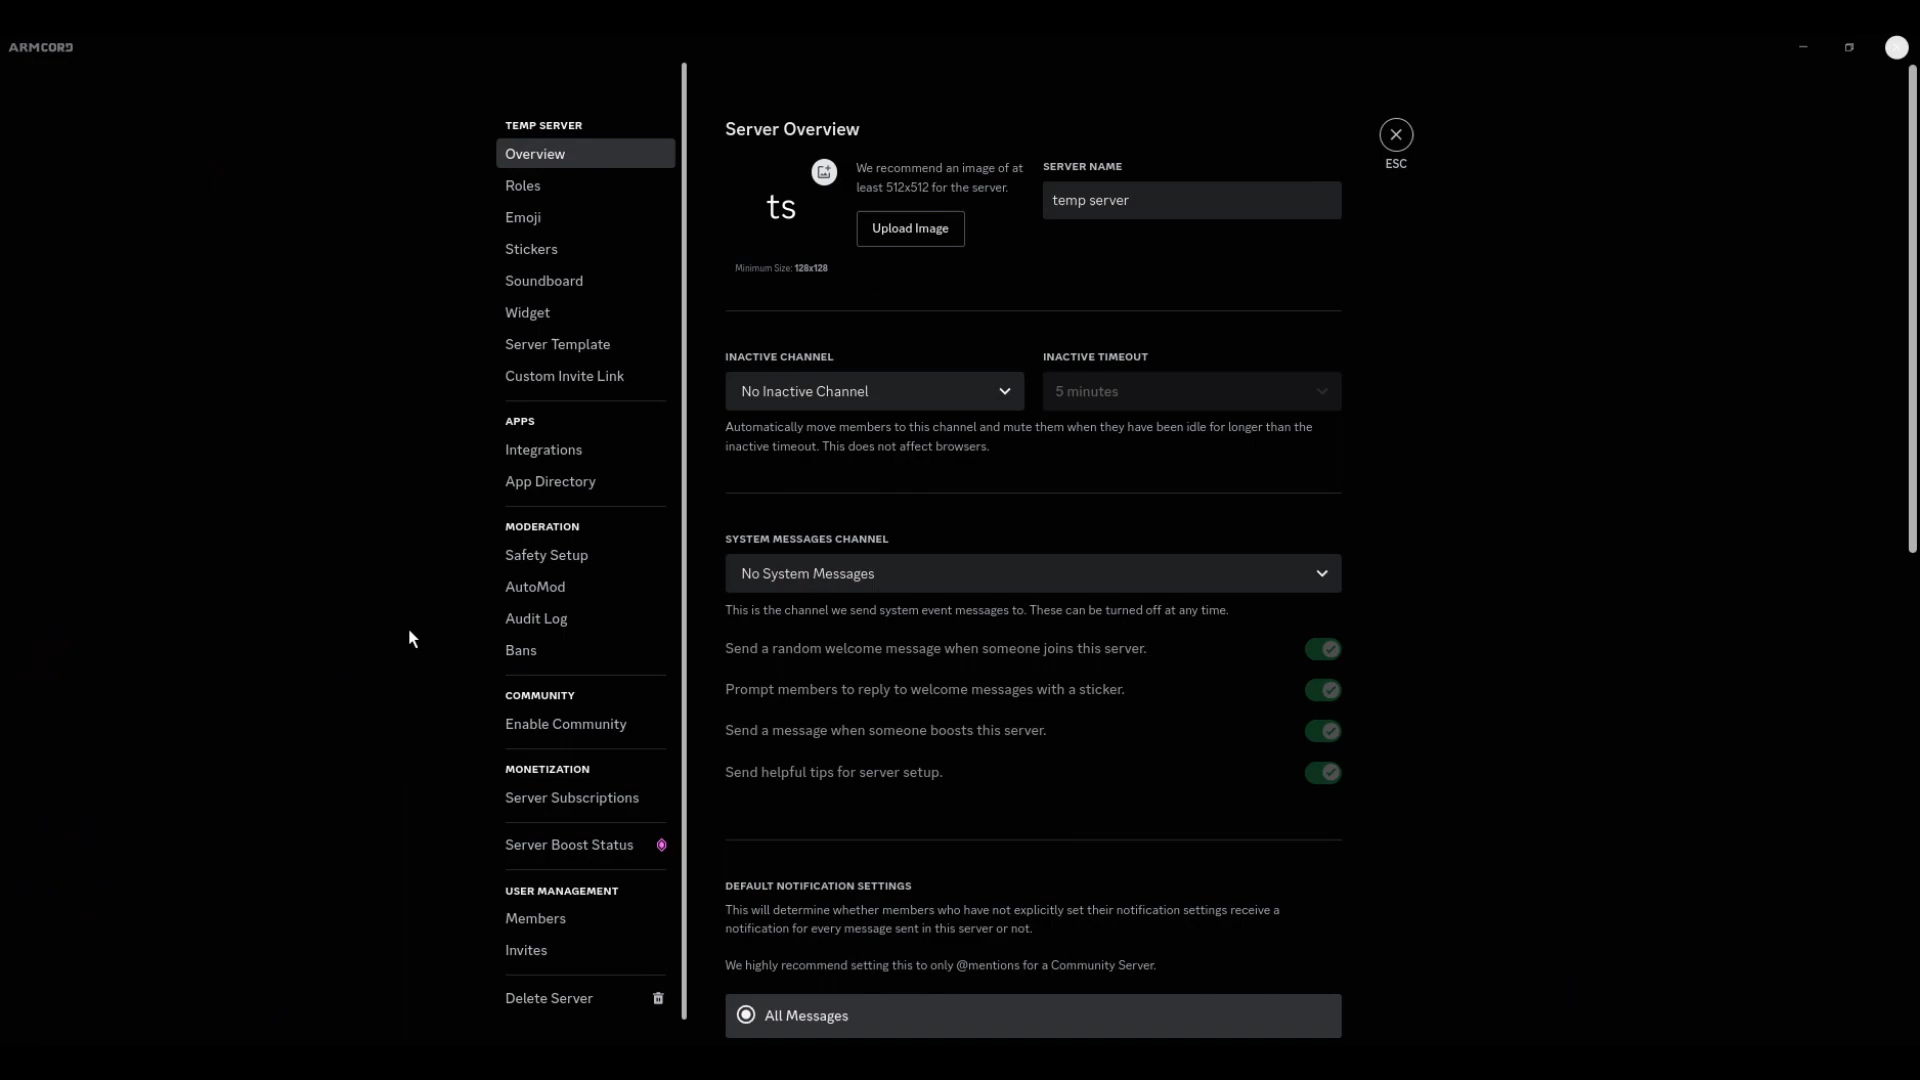 ARMCORD
TEMP SERVER
Overview
Roles
Emoji
Stickers
Soundboard
Widget
Server Template
Custom Invite Link
APPS
Integrations
App Directory
MODERATION
Safety Setup
AutoMod
Audit Log
Bans
COMMUNITY
Enable Community
MONETIZATION
Server Subscriptions
Server Boost Status
USER MANAGEMENT
Members
Invites
Delete Server
Server Overview
ts
Minimum Size: 128x128
We recommend an image of at
least 512x512 for the server.
Upload Image
SERVER NAME
temp server
ESC
INACTIVE CHANNEL
No Inactive Channel
INACTIVE TIMEOUT
5 minutes
Automatically move members to this channel and mute them when they have been idle for longer than the
inactive timeout. This does not affect browsers.
SYSTEM MESSAGES CHANNEL
No System Messages
This is the channel we send system event messages to. These can be turned off at any time.
Send a random welcome message when someone joins this server.
Prompt members to reply to welcome messages with a sticker.
Send a message when someone boosts this server.
Send helpful tips for server setup.
DEFAULT NOTIFICATION SETTINGS
This will determine whether members who have not explicitly set their notification settings receive a
notification for every message sent in this server or not.
We highly recommend setting this to only @mentions for a Community Server.
All Messages